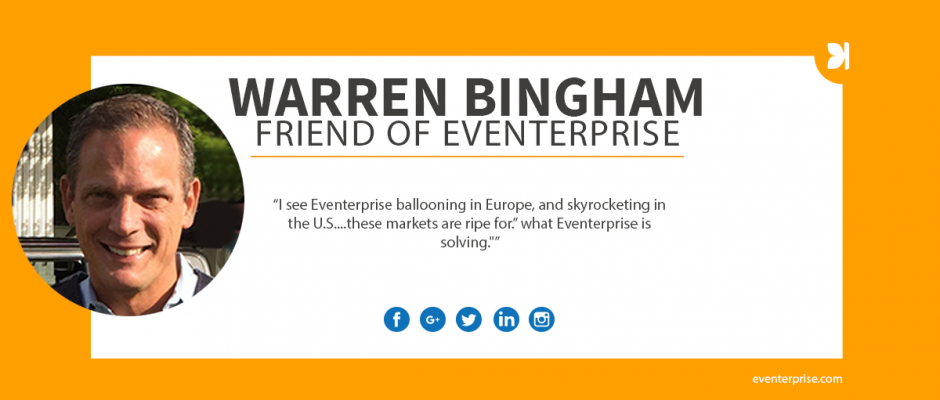 WARREN BINGHAM
FRIEND OF EVENTERPRISE
“I see Eventerprise ballooning in Europe, and skyrocketing in
the U.S....these markets are ripe for.” what Eventerprise is
solving."”
f G+ in
eventerprise.com